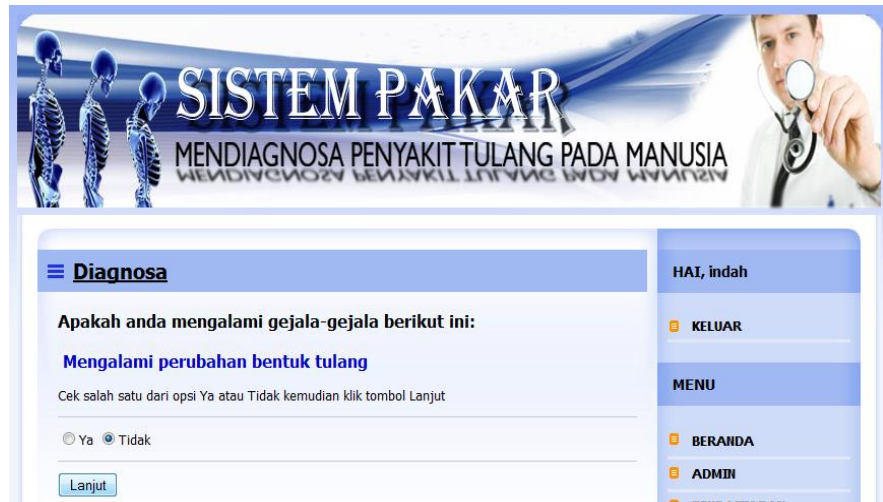 SISTEM PAKAR
MENDIAGNOSA PENYAKIT TULANG PADA MANUSIA
Diagnosa
Apakah anda mengalami gejala-gejala berikut ini:
Mengalami perubahan bentuk tulang
Cek salah satu dari opsi Ya atau Tidak kemudian klik tombol Lanjut
Ya Tidak
Lanjut
HAI, indah
KELUAR
MENU
BERANDA
ADMIN